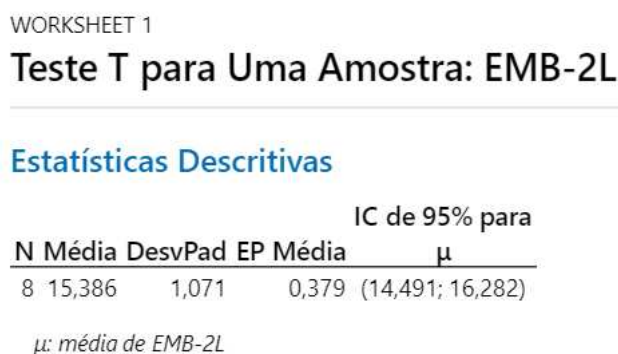 WORKSHEET 1
Teste T para Uma Amostra: EMB-2L
Estatísticas Descritivas
IC de 95% para
N Média DesvPad EP Média μ
8 15,386 1,071 0,379 (14,491; 16,282)
μ: média de EMB-2L